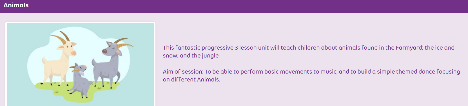 Animals
This fantastic progressive 3 lesson unit will teach children about animals found in the Farmyard, the ice and
snow, and the jungle.
Aim of session: To be able to perform basic movements to music and to build a simple themed dance focusing
on different Animals.